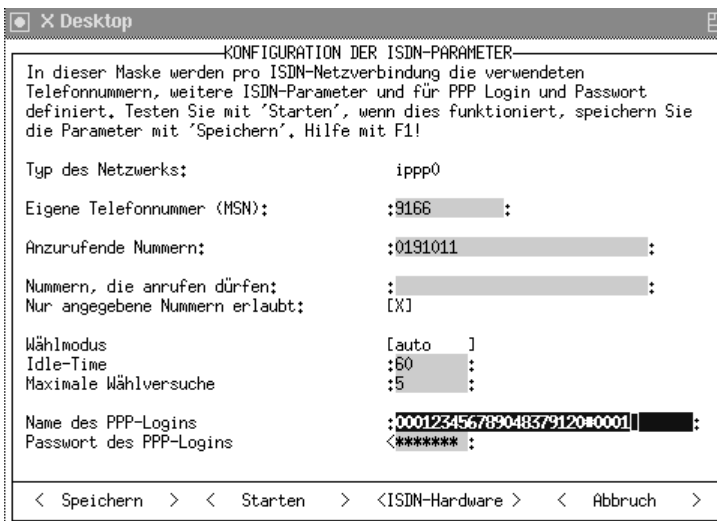 X Desktop
KONFIGURATION DER ISDN-PARAMETER
In dieser Maske werden pro ISDN-Netzverbindung die verwendeten
Telefonnummern, weitere ISDN-Parameter und für PPP Login und Passwort
definiert. Testen Sie mit 'Starten', wenn dies funktioniert, speichern Sie
die Parameter mit 'Speichern'. Hilfe mit F1!
Typ des Netzwerks: ippp0
Eigene Telefonnummer (MSN): :9166 :
Anzurufende Nummern: :0191011 :
Nummern, die anrufen dürfen: : :
Nur angegebene Nummern erlaubt: [X]
Wählmodus [auto ]
Idle-Time :60 :
Maximale Wählversuche :5 :
Name des PPP-Logins :000123456789048379120#0001 :
Passwort des PPP-Logins <******* :
< Speichern > < Starten > <ISDN-Hardware > < Abbruch >